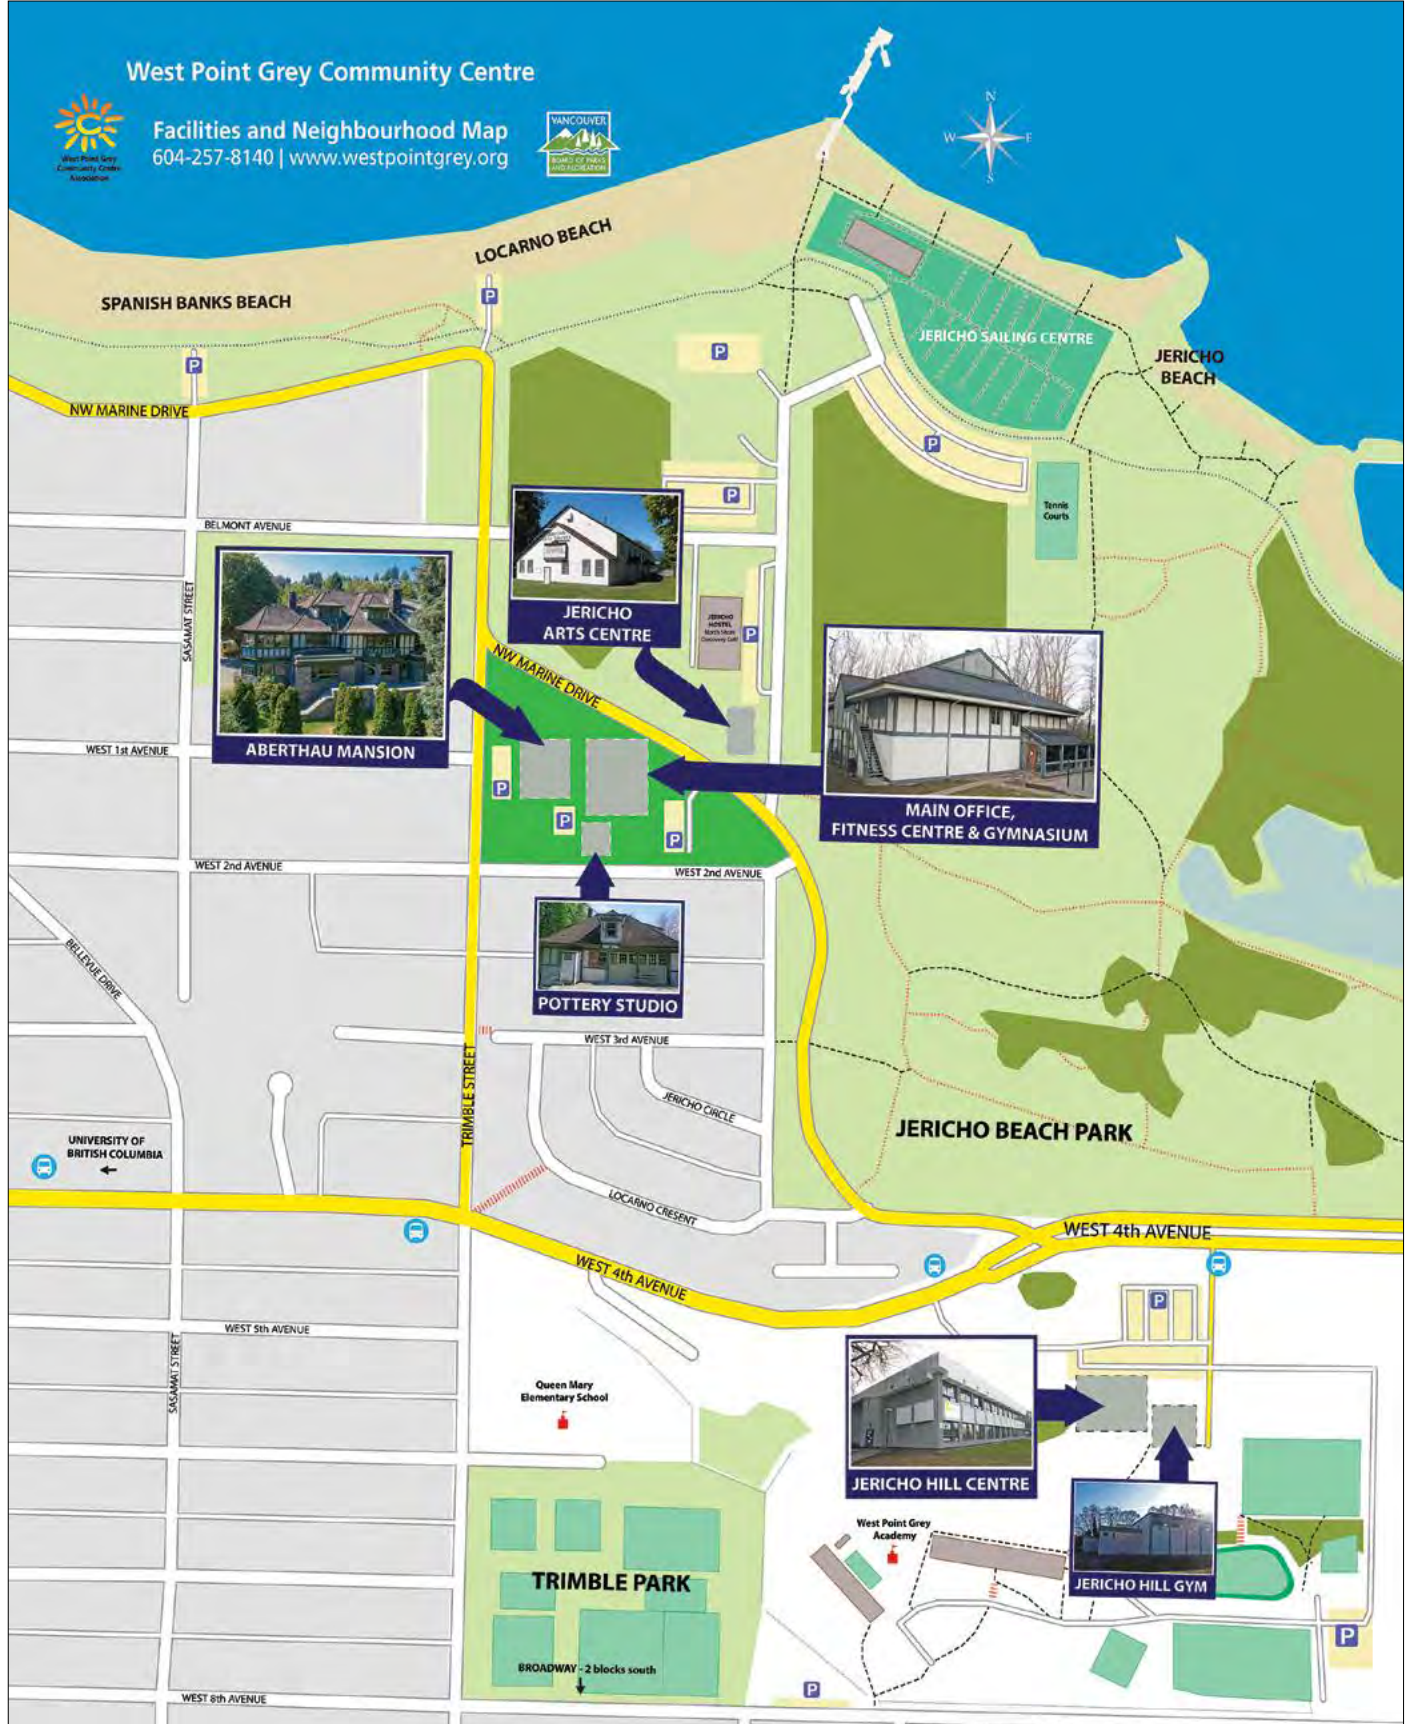 West Point Grey Community Centre
Facilities and Neighbourhood Map
604-257-8140 | www.westpointgrey.org
West Point Grey
Community Centre
Association
VANCOUVER
BOARD OF PARKS
AND RECREATION
N
W
E
S
LOCARNO BEACH
SPANISH BANKS BEACH
P
P
P
JERICHO SAILING CENTRE
JERICHO
BEACH
NW MARINE DRIVE
P
P
Tennis
Courts
BELMONT AVENUE
SASAMAT STREET
JERICHO
ARTS CENTRE
JERICHO
HOSTEL
P
NW MARINE DRIVE
ABERTHAU MANSION
WEST 1st AVENUE
P
P
P
MAIN OFFICE,
FITNESS CENTRE & GYMNASIUM
WEST 2nd AVENUE
WEST 2nd AVENUE
BELLEVUE DRIVE
POTTERY STUDIO
WEST 3rd AVENUE
TRIMBLE STREET
JERICHO CIRCLE
JERICHO BEACH PARK
UNIVERSITY OF
BRITISH COLUMBIA
LOCARNO CRESENT
WEST 4th AVENUE
WEST 4th AVENUE
P
WEST 5th AVENUE
SASAMAT STREET
Queen Mary
Elementary School
JERICHO HILL CENTRE
West Point Grey
Academy
JERICHO HILL GYM
TRIMBLE PARK
P
BROADWAY - 2 blocks south
P
WEST 8th AVENUE